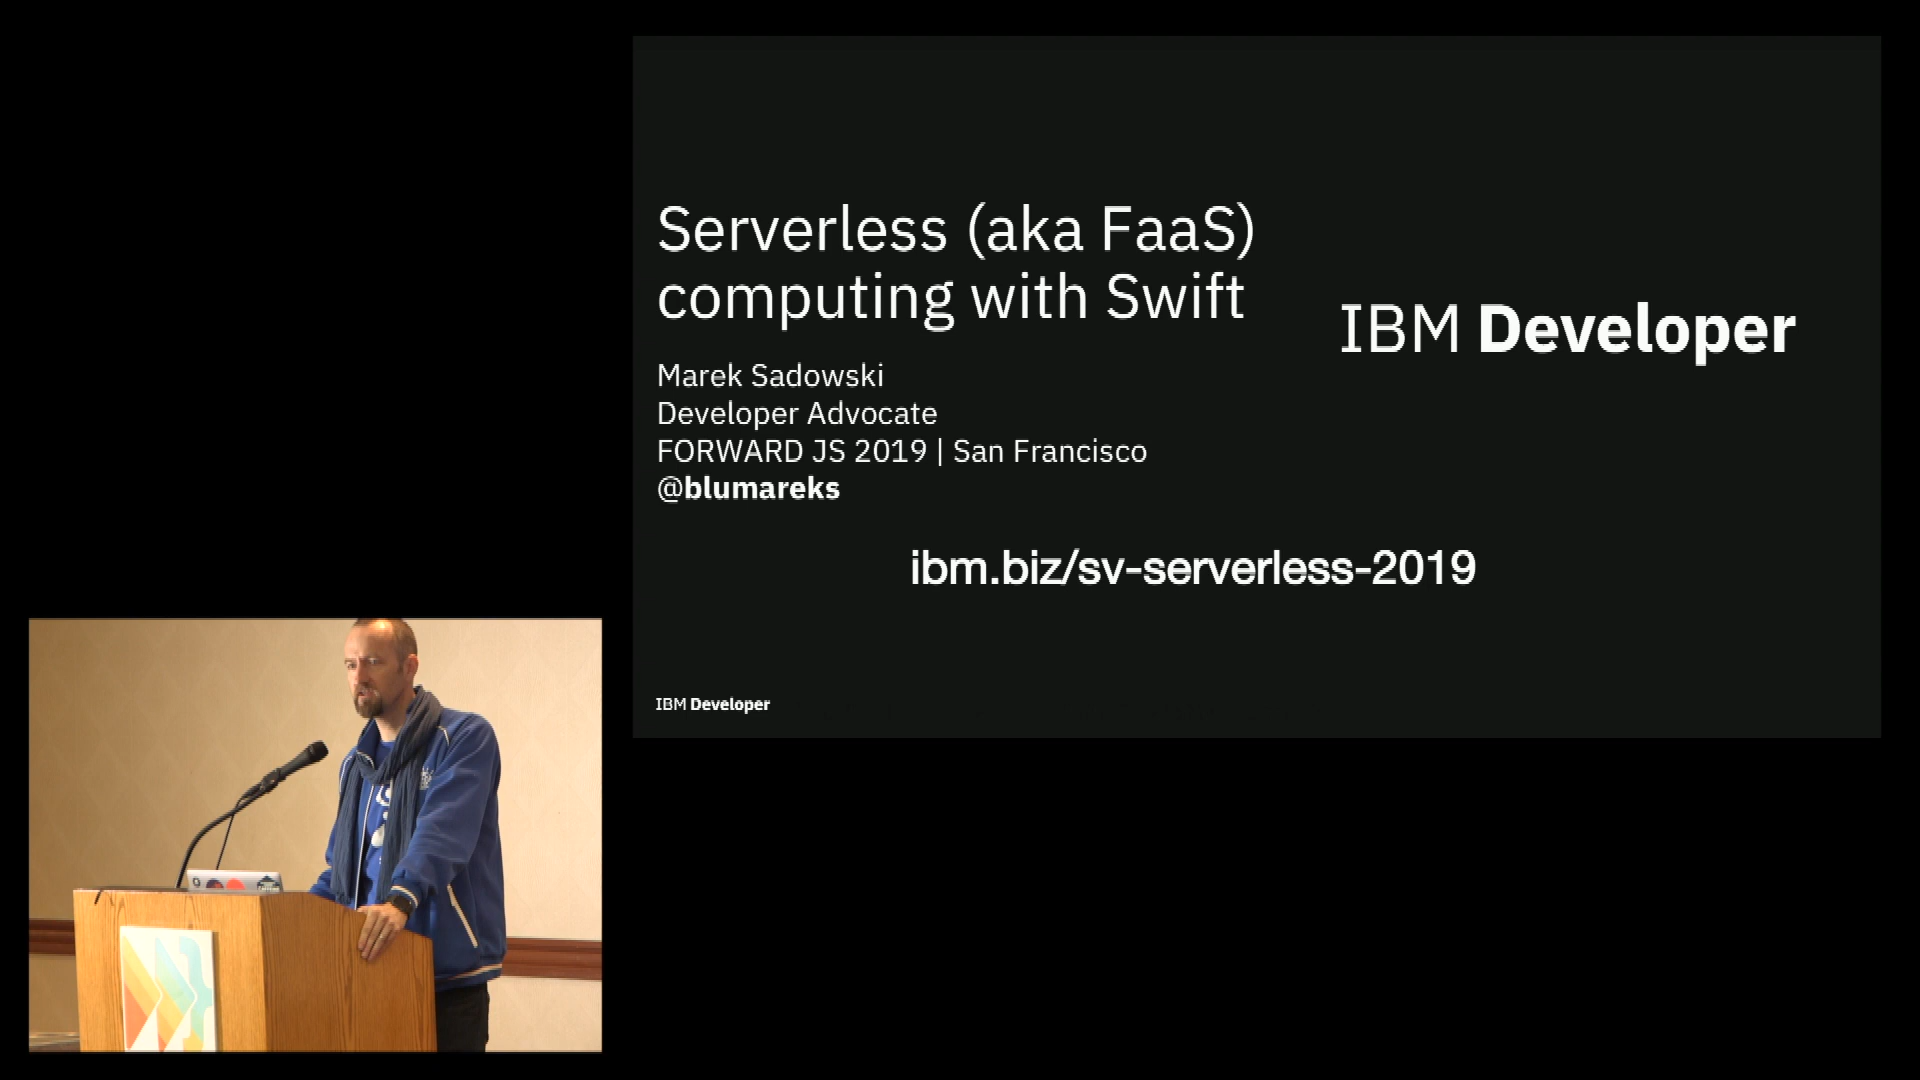 Serverless (aka FaaS)
computing with Swift
IBM Developer
Marek Sadowski
Developer Advocate
FORWARD JS 2019 | San Francisco
@blumareks
ibm.biz/sv-serverless-2019
IBM Developer